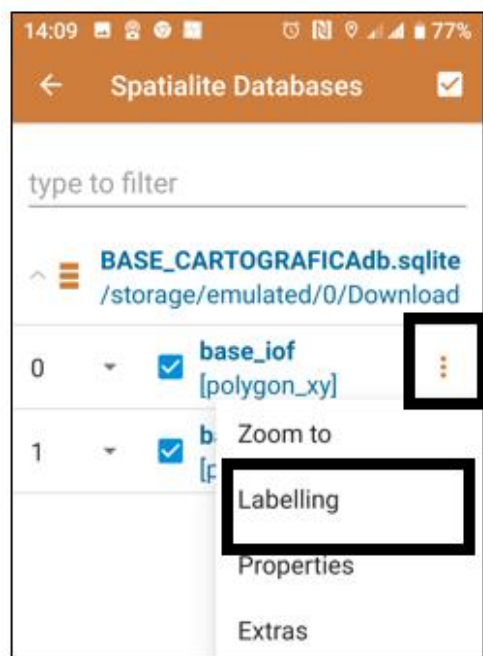 14:09 77%
Spatialite Databases
type to filter
BASE_CARTOGRAFICAdb.sqlite
/storage/emulated/0/Download
0 base_iof
[polygon_xy]
1
Zoom to
Labelling
Properties
Extras